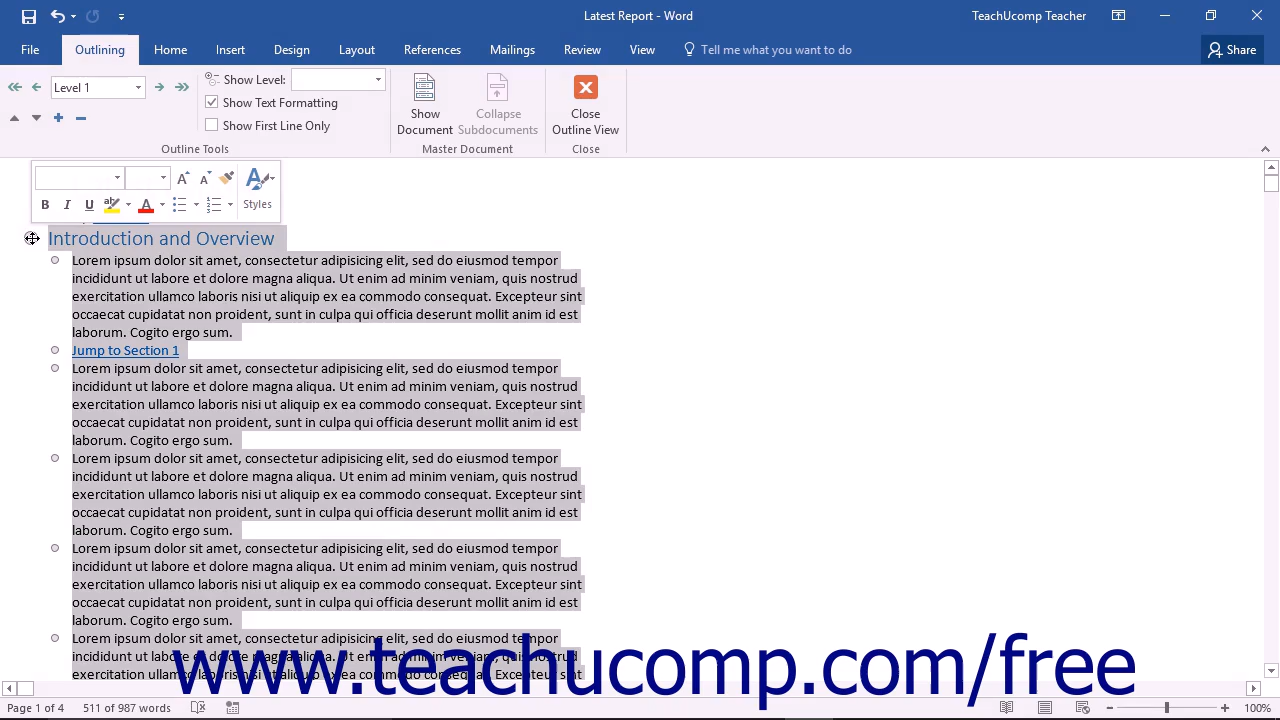 Latest Report - Word
TeachUcomp Teacher
File
Outlining
Home
Insert
Design
Layout
References
Mailings
Review
View
Tell me what you want to do
Share
Level 1
Show Level:
Show Text Formatting
Show First Line Only
Outline Tools
Show Document
Collapse Subdocuments
Master Document
Close Outline View
Close
Styles
Introduction and Overview
Lorem ipsum dolor sit amet, consectetur adipisicing elit, sed do eiusmod tempor
incididunt ut labore et dolore magna aliqua. Ut enim ad minim veniam, quis nostrud
exercitation ullamco laboris nisi ut aliquip ex ea commodo consequat. Excepteur sint
occaecat cupidatat non proident, sunt in culpa qui officia deserunt mollit anim id est
laborum. Cogito ergo sum.
Jump to Section 1
Lorem ipsum dolor sit amet, consectetur adipisicing elit, sed do eiusmod tempor
incididunt ut labore et dolore magna aliqua. Ut enim ad minim veniam, quis nostrud
exercitation ullamco laboris nisi ut aliquip ex ea commodo consequat. Excepteur sint
occaecat cupidatat non proident, sunt in culpa qui officia deserunt mollit anim id est
laborum. Cogito ergo sum.
Lorem ipsum dolor sit amet, consectetur adipisicing elit, sed do eiusmod tempor
incididunt ut labore et dolore magna aliqua. Ut enim ad minim veniam, quis nostrud
exercitation ullamco laboris nisi ut aliquip ex ea commodo consequat. Excepteur sint
occaecat cupidatat non proident, sunt in culpa qui officia deserunt mollit anim id est
laborum. Cogito ergo sum.
Lorem ipsum dolor sit amet, consectetur adipisicing elit, sed do eiusmod tempor
incididunt ut labore et dolore magna aliqua. Ut enim ad minim veniam, quis nostrud
exercitation ullamco laboris nisi ut aliquip ex ea commodo consequat. Excepteur sint
occaecat cupidatat non proident, sunt in culpa qui officia deserunt mollit anim id est
laborum. Cogito ergo sum.
Lorem ipsum dolor sit amet, consectetur adipisicing elit, sed do eiusmod tempor
incididunt ut labore
www.teachucomp.com/free
Page 1 of 4
511 of 987 words
100%